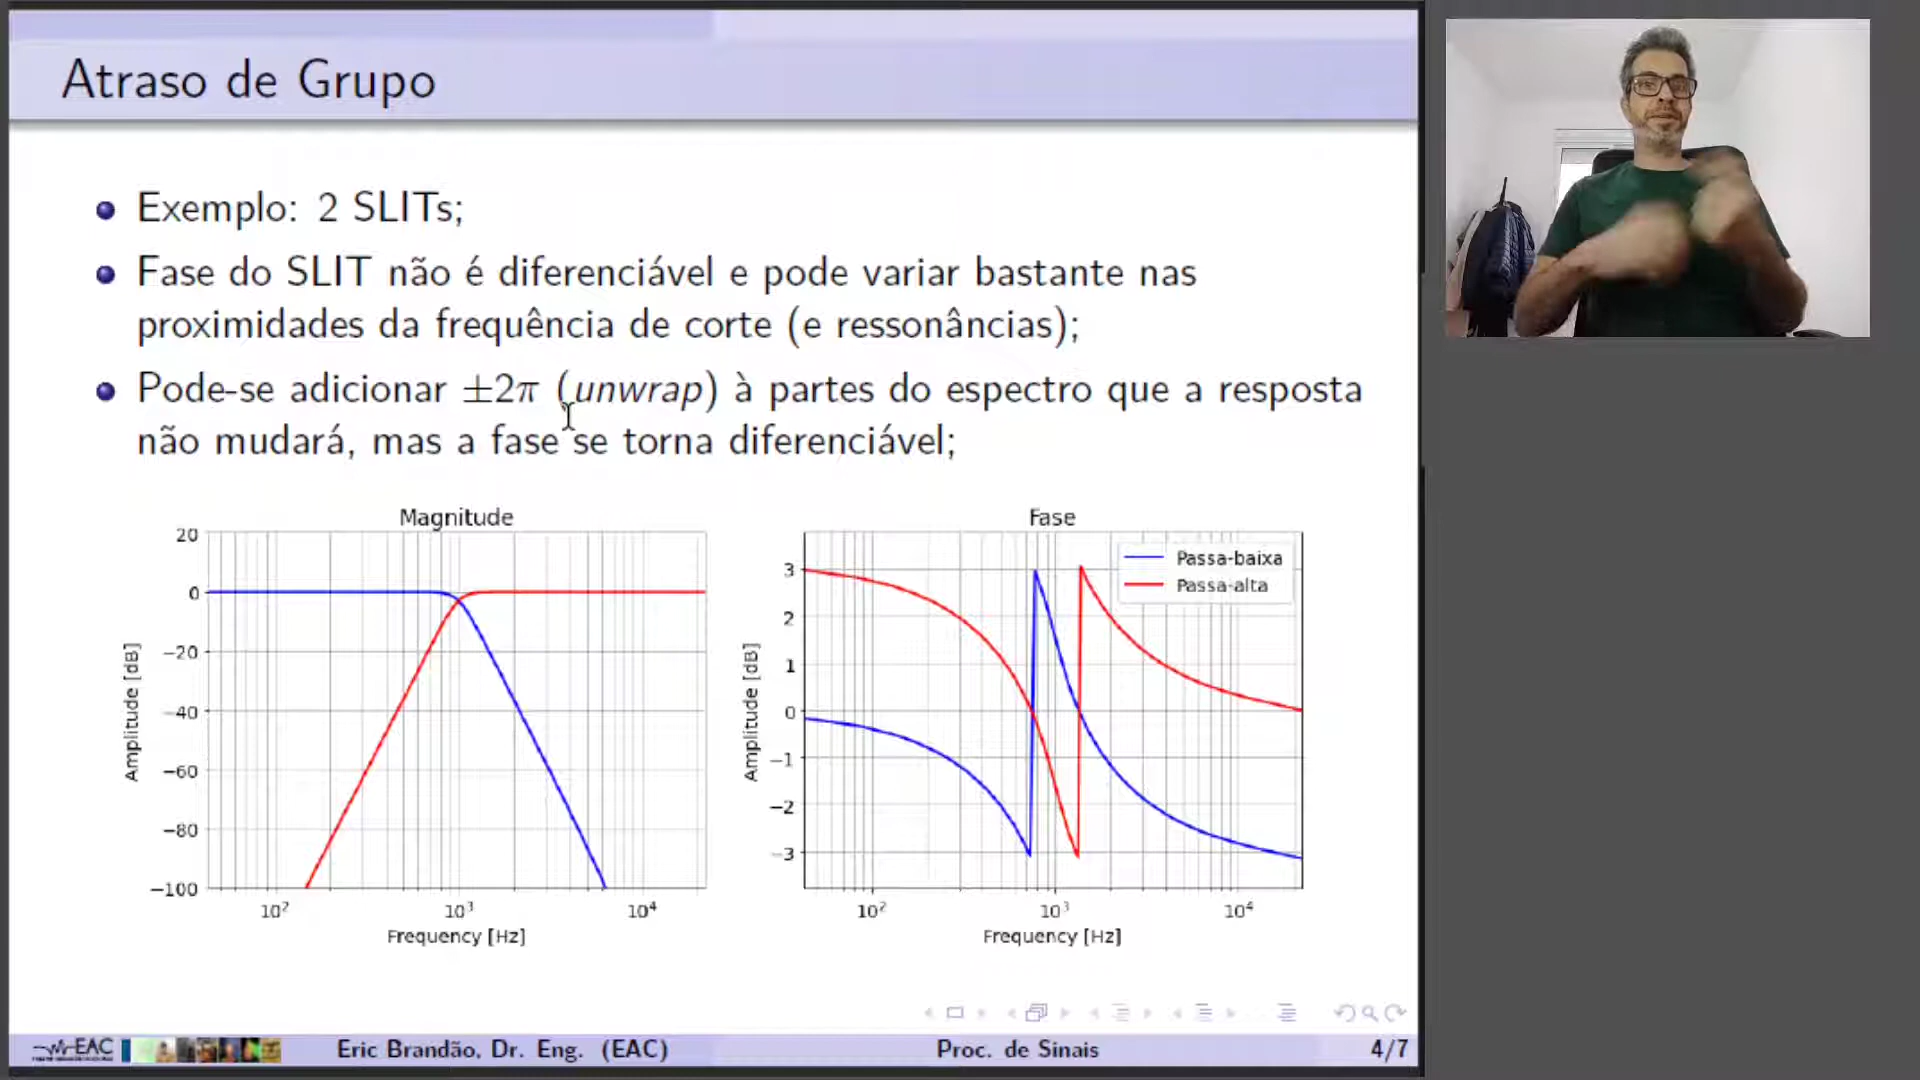 Atraso de Grupo
Exemplo: 2 SLITs;
Fase do SLIT não é diferenciável e pode variar bastante nas
proximidades da frequência de corte (e ressonâncias);
Pode-se adicionar ±2π (unwrap) à partes do espectro que a resposta
não mudará, mas a fase se torna diferenciável;
Magnitude
20
0
−20
−40
−60
−80
−100
Amplitude [dB]
10² 10³ 10⁴
Frequency [Hz]
Fase
Passa-baixa
Passa-alta
3
2
1
0
−1
−2
−3
Amplitude [dB]
10² 10³ 10⁴
Frequency [Hz]
EAC
Eric Brandão, Dr. Eng. (EAC) Proc. de Sinais 4/7